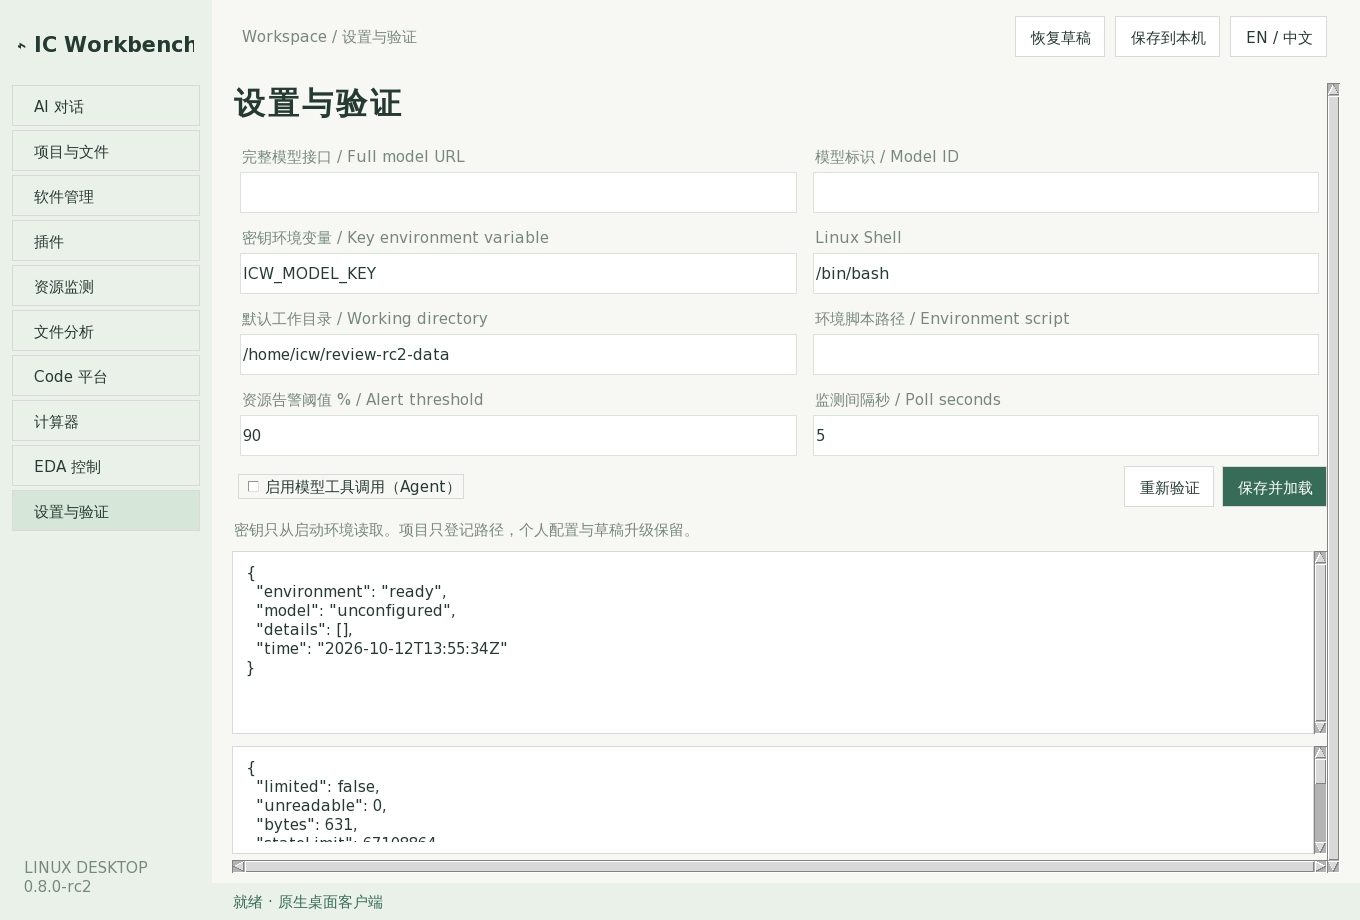 IC Workbench
Workspace / 设置与验证
恢复草稿
保存到本机
EN / 中文
AI 对话
项目与文件
软件管理
插件
资源监测
文件分析
Code 平台
计算器
EDA 控制
设置与验证
LINUX DESKTOP
0.8.0-rc2
设置与验证
完整模型接口 / Full model URL
模型标识 / Model ID
密钥环境变量 / Key environment variable
Linux Shell
ICW_MODEL_KEY
/bin/bash
默认工作目录 / Working directory
环境脚本路径 / Environment script
/home/icw/review-rc2-data
资源告警阈值 % / Alert threshold
监测间隔秒 / Poll seconds
90
5
启用模型工具调用（Agent）
重新验证
保存并加载
密钥只从启动环境读取。项目只登记路径，个人配置与草稿升级保留。
{
"environment": "ready",
"model": "unconfigured",
"details": [],
"time": "2026-10-12T13:55:34Z"
}
{
"limited": false,
"unreadable": 0,
"bytes": 631,
"stateLimit": 67108864
就绪 · 原生桌面客户端